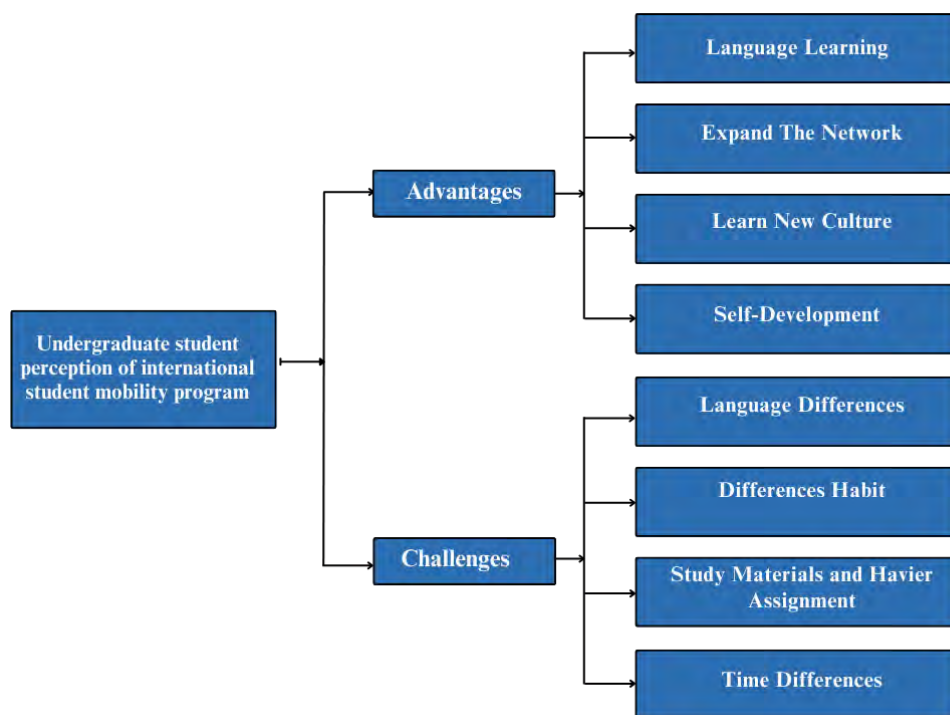 Undergraduate student
perception of international
student mobility program
Advantages
Language Learning
Expand The Network
Learn New Culture
Self-Development
Challenges
Language Differences
Differences Habit
Study Materials and Havier
Assignment
Time Differences